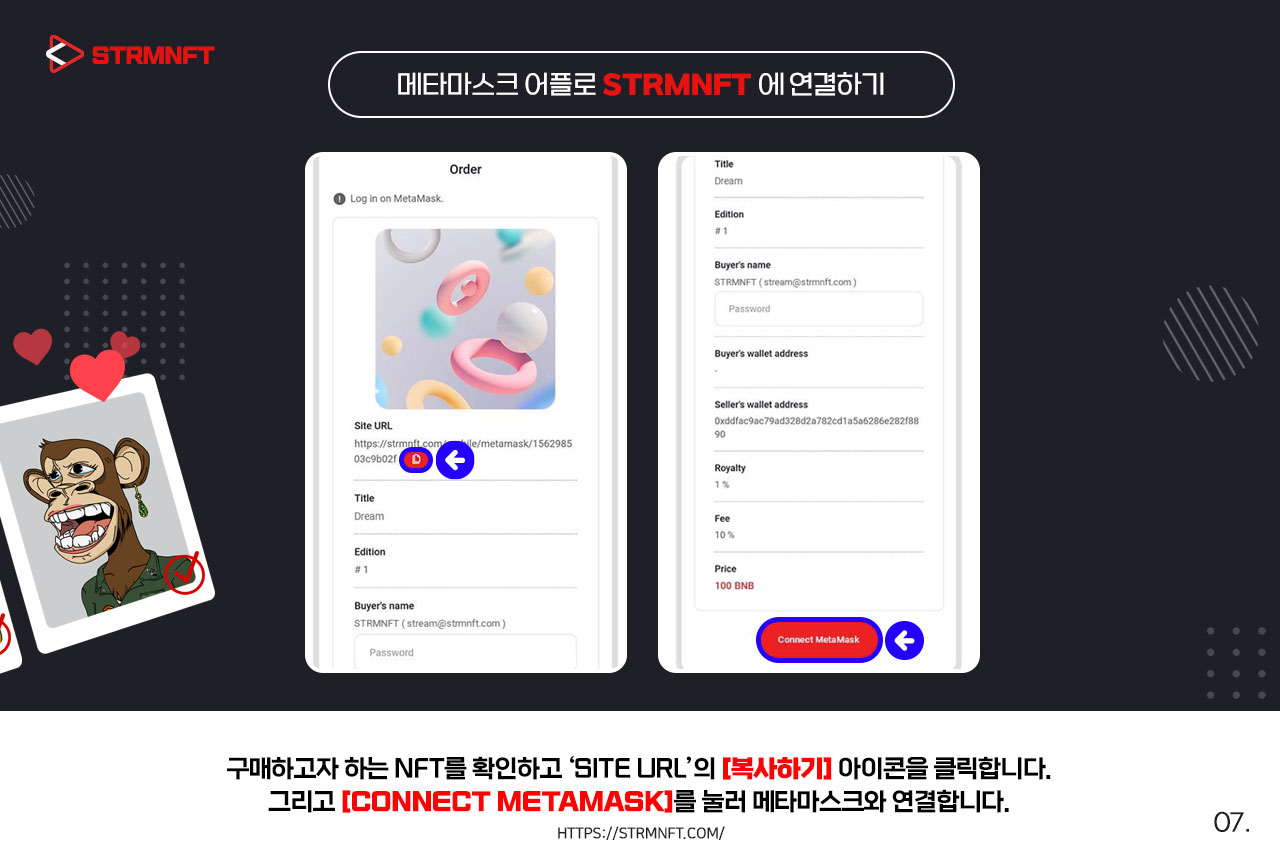 STRMNFT
메타마스크 어플로 STRMNFT 에 연결하기
Order
Log in on MetaMask.
Site URL
https://strmnft.com/mobile/metamask/1562985
03c9b02f
Title
Dream
Edition
# 1
Buyer's name
STRMNFT ( stream@strmnft.com )
Password
Title
Dream
Edition
# 1
Buyer's name
STRMNFT ( stream@strmnft.com )
Password
Buyer's wallet address
-
Seller's wallet address
0xddfac9ac79ad328d2a782cd1a5a6286e282f88
90
Royalty
1 %
Fee
10 %
Price
100 BNB
Connect MetaMask
구매하고자 하는 NFT를 확인하고 ‘SITE URL’의 [복사하기] 아이콘을 클릭합니다.
그리고 [CONNECT METAMASK]를 눌러 메타마스크와 연결합니다.
HTTPS://STRMNFT.COM/
07.